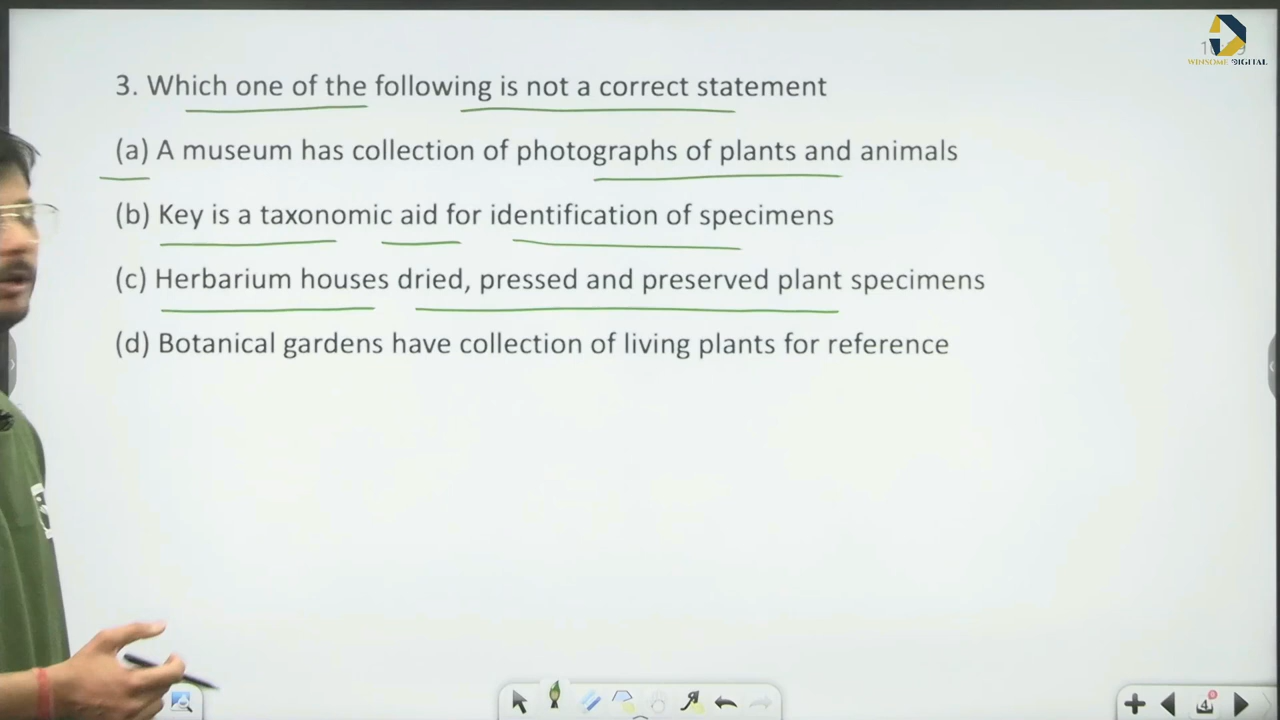 3. Which one of the following is not a correct statement
(a) A museum has collection of photographs of plants and animals
(b) Key is a taxonomic aid for identification of specimens
(c) Herbarium houses dried, pressed and preserved plant specimens
(d) Botanical gardens have collection of living plants for reference
WINSOME DIGITAL
4